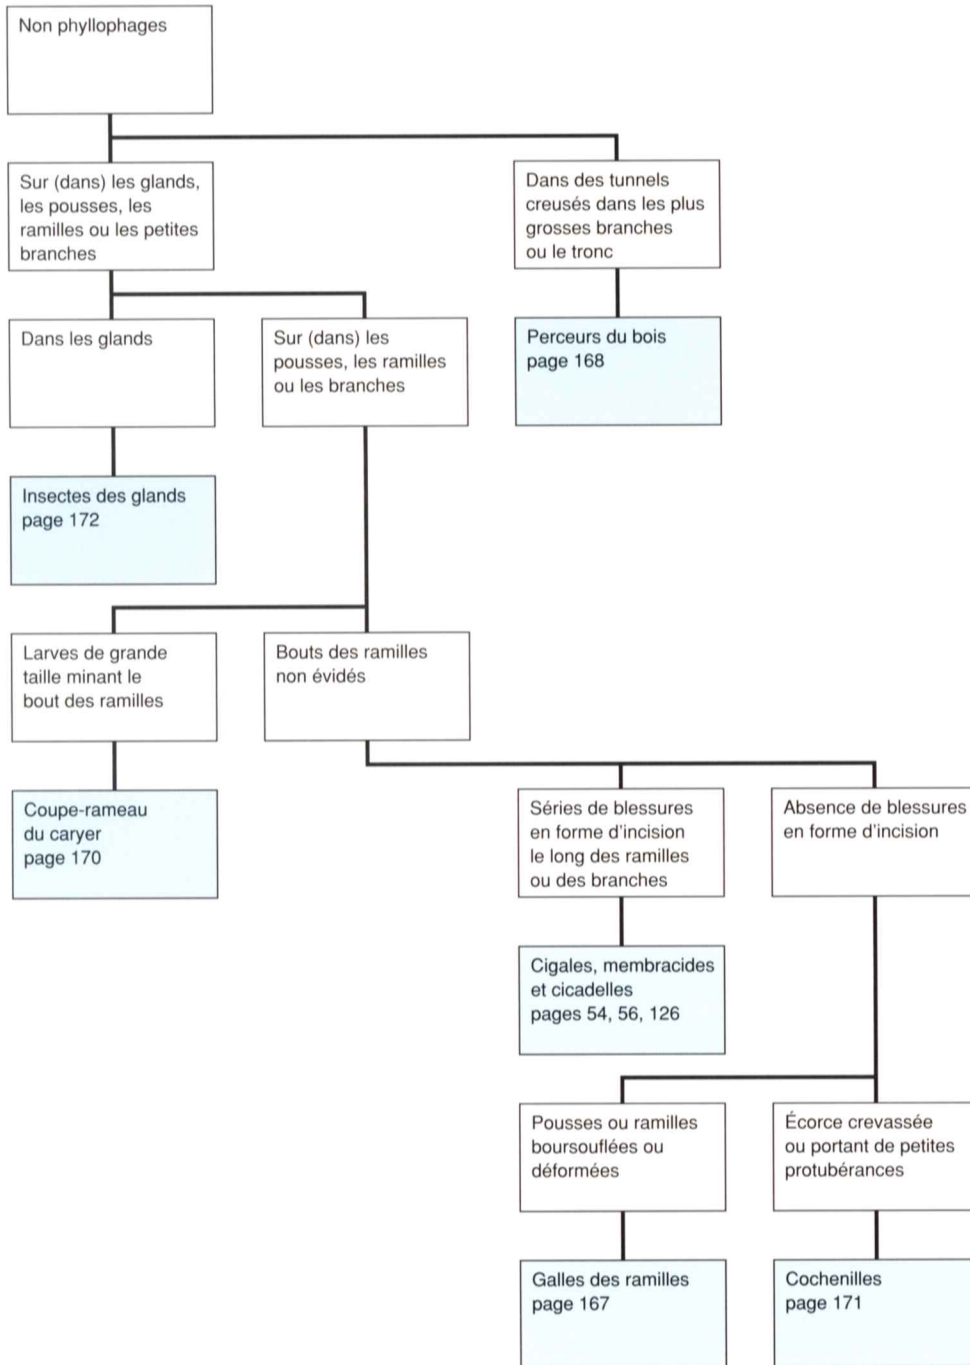 Non phyllophages
Sur (dans) les glands,
les pousses, les
ramilles ou les petites
branches
Dans des tunnels
creusés dans les plus
grosses branches
ou le tronc
Dans les glands
Sur (dans) les
pousses, les ramilles
ou les branches
Perceurs du bois
page 168
Insectes des glands
page 172
Larves de grande
taille minant le
bout des ramilles
Bouts des ramilles
non évidés
Coupe-rameau
du caryer
page 170
Séries de blessures
en forme d'incision
le long des ramilles
ou des branches
Absence de blessures
en forme d'incision
Cigales, membracides
et cicadelles
pages 54, 56, 126
Pousses ou ramilles
boursouflées ou
déformées
Écorce crevassée
ou portant de petites
protubérances
Galles des ramilles
page 167
Cochenilles
page 171